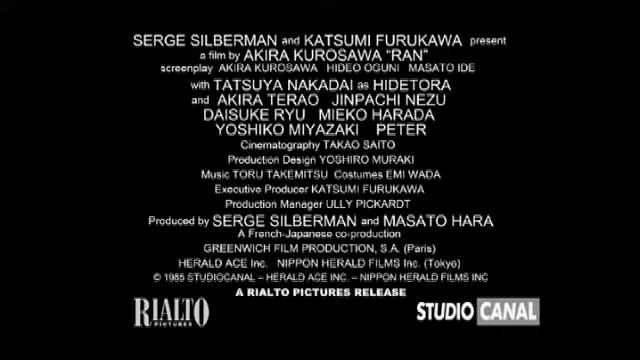 SERGE SILBERMAN and KATSUMI FURUKAWA present
a film by AKIRA KUROSAWA "RAN"
screenplay AKIRA KUROSAWA HIDEO OGUNI MASATO IDE
with TATSUYA NAKADAI as HIDETORA
and AKIRA TERAO JINPACHI NEZU
DAISUKE RYU MIEKO HARADA
YOSHIKO MIYAZAKI PETER
Cinematography TAKAO SAITO
Production Design YOSHIRO MURAKI
Music TORU TAKEMITSU Costumes EMI WADA
Executive Producer KATSUMI FURUKAWA
Production Manager ULLY PICKARDT
Produced by SERGE SILBERMAN and MASATO HARA
A French-Japanese co-production
GREENWICH FILM PRODUCTION, S.A. (Paris)
HERALD ACE Inc. NIPPON HERALD FILMS Inc. (Tokyo)
© 1985 STUDIOCANAL – HERALD ACE INC. – NIPPON HERALD FILMS INC
A RIALTO PICTURES RELEASE
RIALTO
PICTURES
STUDIO CANAL